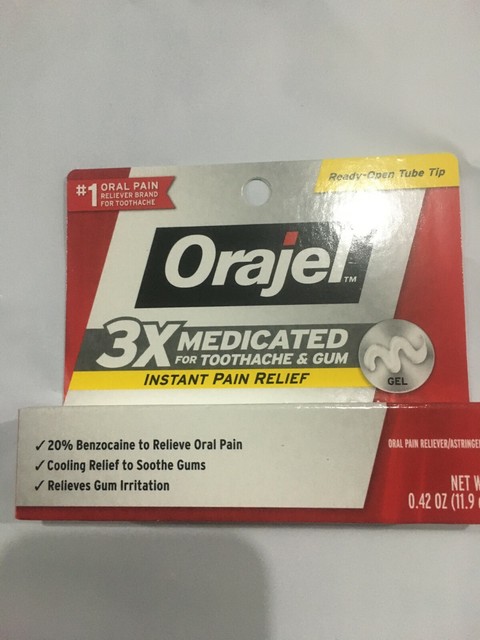 #1 ORAL PAIN
RELIEVER BRAND
FOR TOOTHACHE
Ready-Open Tube Tip
Orajel™
3X MEDICATED
FOR TOOTHACHE & GUM
INSTANT PAIN RELIEF
GEL
✓ 20% Benzocaine to Relieve Oral Pain
✓ Cooling Relief to Soothe Gums
✓ Relieves Gum Irritation
ORAL PAIN RELIEVER/ASTRINGE
NET W
0.42 OZ (11.9